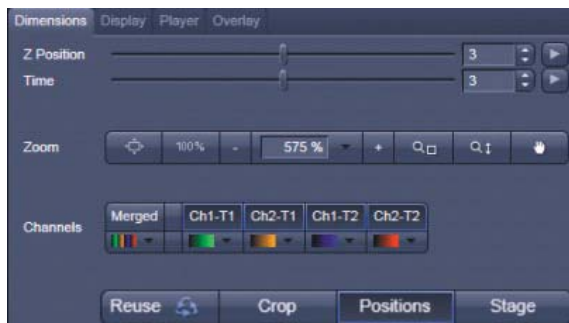 Dimensions Display Player Overlay
Z Position 3
Time 3
Zoom 100% - 575 % +
Merged Ch1-T1 Ch2-T1 Ch1-T2 Ch2-T2
Channels
Reuse Crop Positions Stage